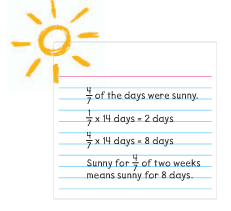 4/7 of the days were sunny.
1/7 x 14 days = 2 days
4/7 x 14 days = 8 days
Sunny for 4/7 of two weeks
means sunny for 8 days.